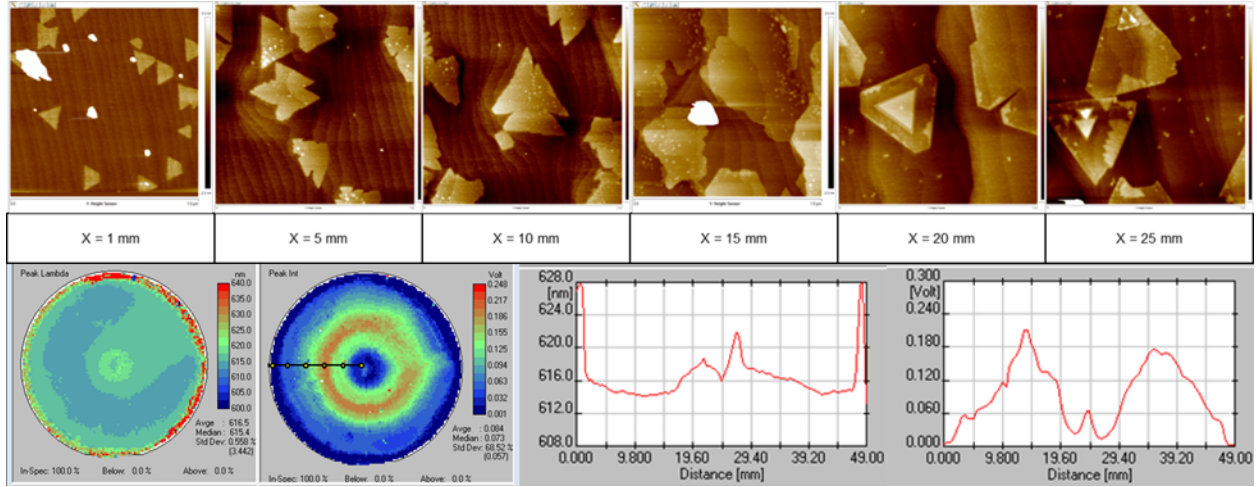 1: Height Sensor
1: Height Sensor
X = 1 mm
X = 5 mm
X = 10 mm
X = 15 mm
X = 20 mm
X = 25 mm
Peak Lambda
nm
640.0
635.0
630.0
625.0
620.0
615.0
610.0
605.0
600.0
Avge : 616.5
Median : 615.4
Std Dev: 0.558 %
(3.442)
In-Spec: 100.0 % Below: 0.0 % Above: 0.0 %
Peak Int
Volt
0.248
0.217
0.186
0.155
0.125
0.094
0.063
0.032
0.001
Avge : 0.084
Median : 0.073
Std Dev: 68.52 %
(0.057)
In-Spec: 100.0 % Below: 0.0 % Above: 0.0 %
628.0
[nm]
624.0
620.0
616.0
612.0
608.0
0.000 9.800 19.60 29.40 39.20 49.00
Distance [mm]
0.300
[Volt]
0.240
0.180
0.120
0.060
0.000
0.000 9.800 19.60 29.40 39.20 49.00
Distance [mm]